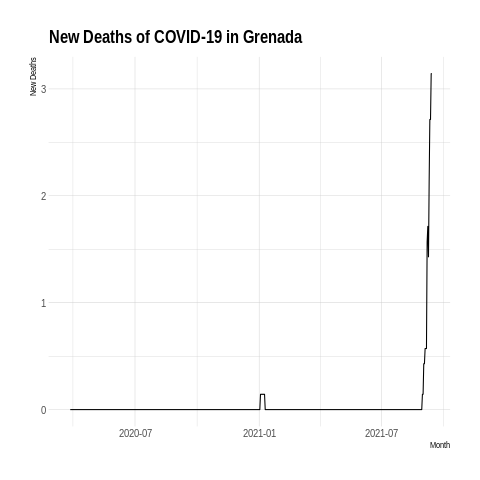 New Deaths of COVID-19 in Grenada
New Deaths
3
2
1
0
2020-07
2021-01
2021-07
Month